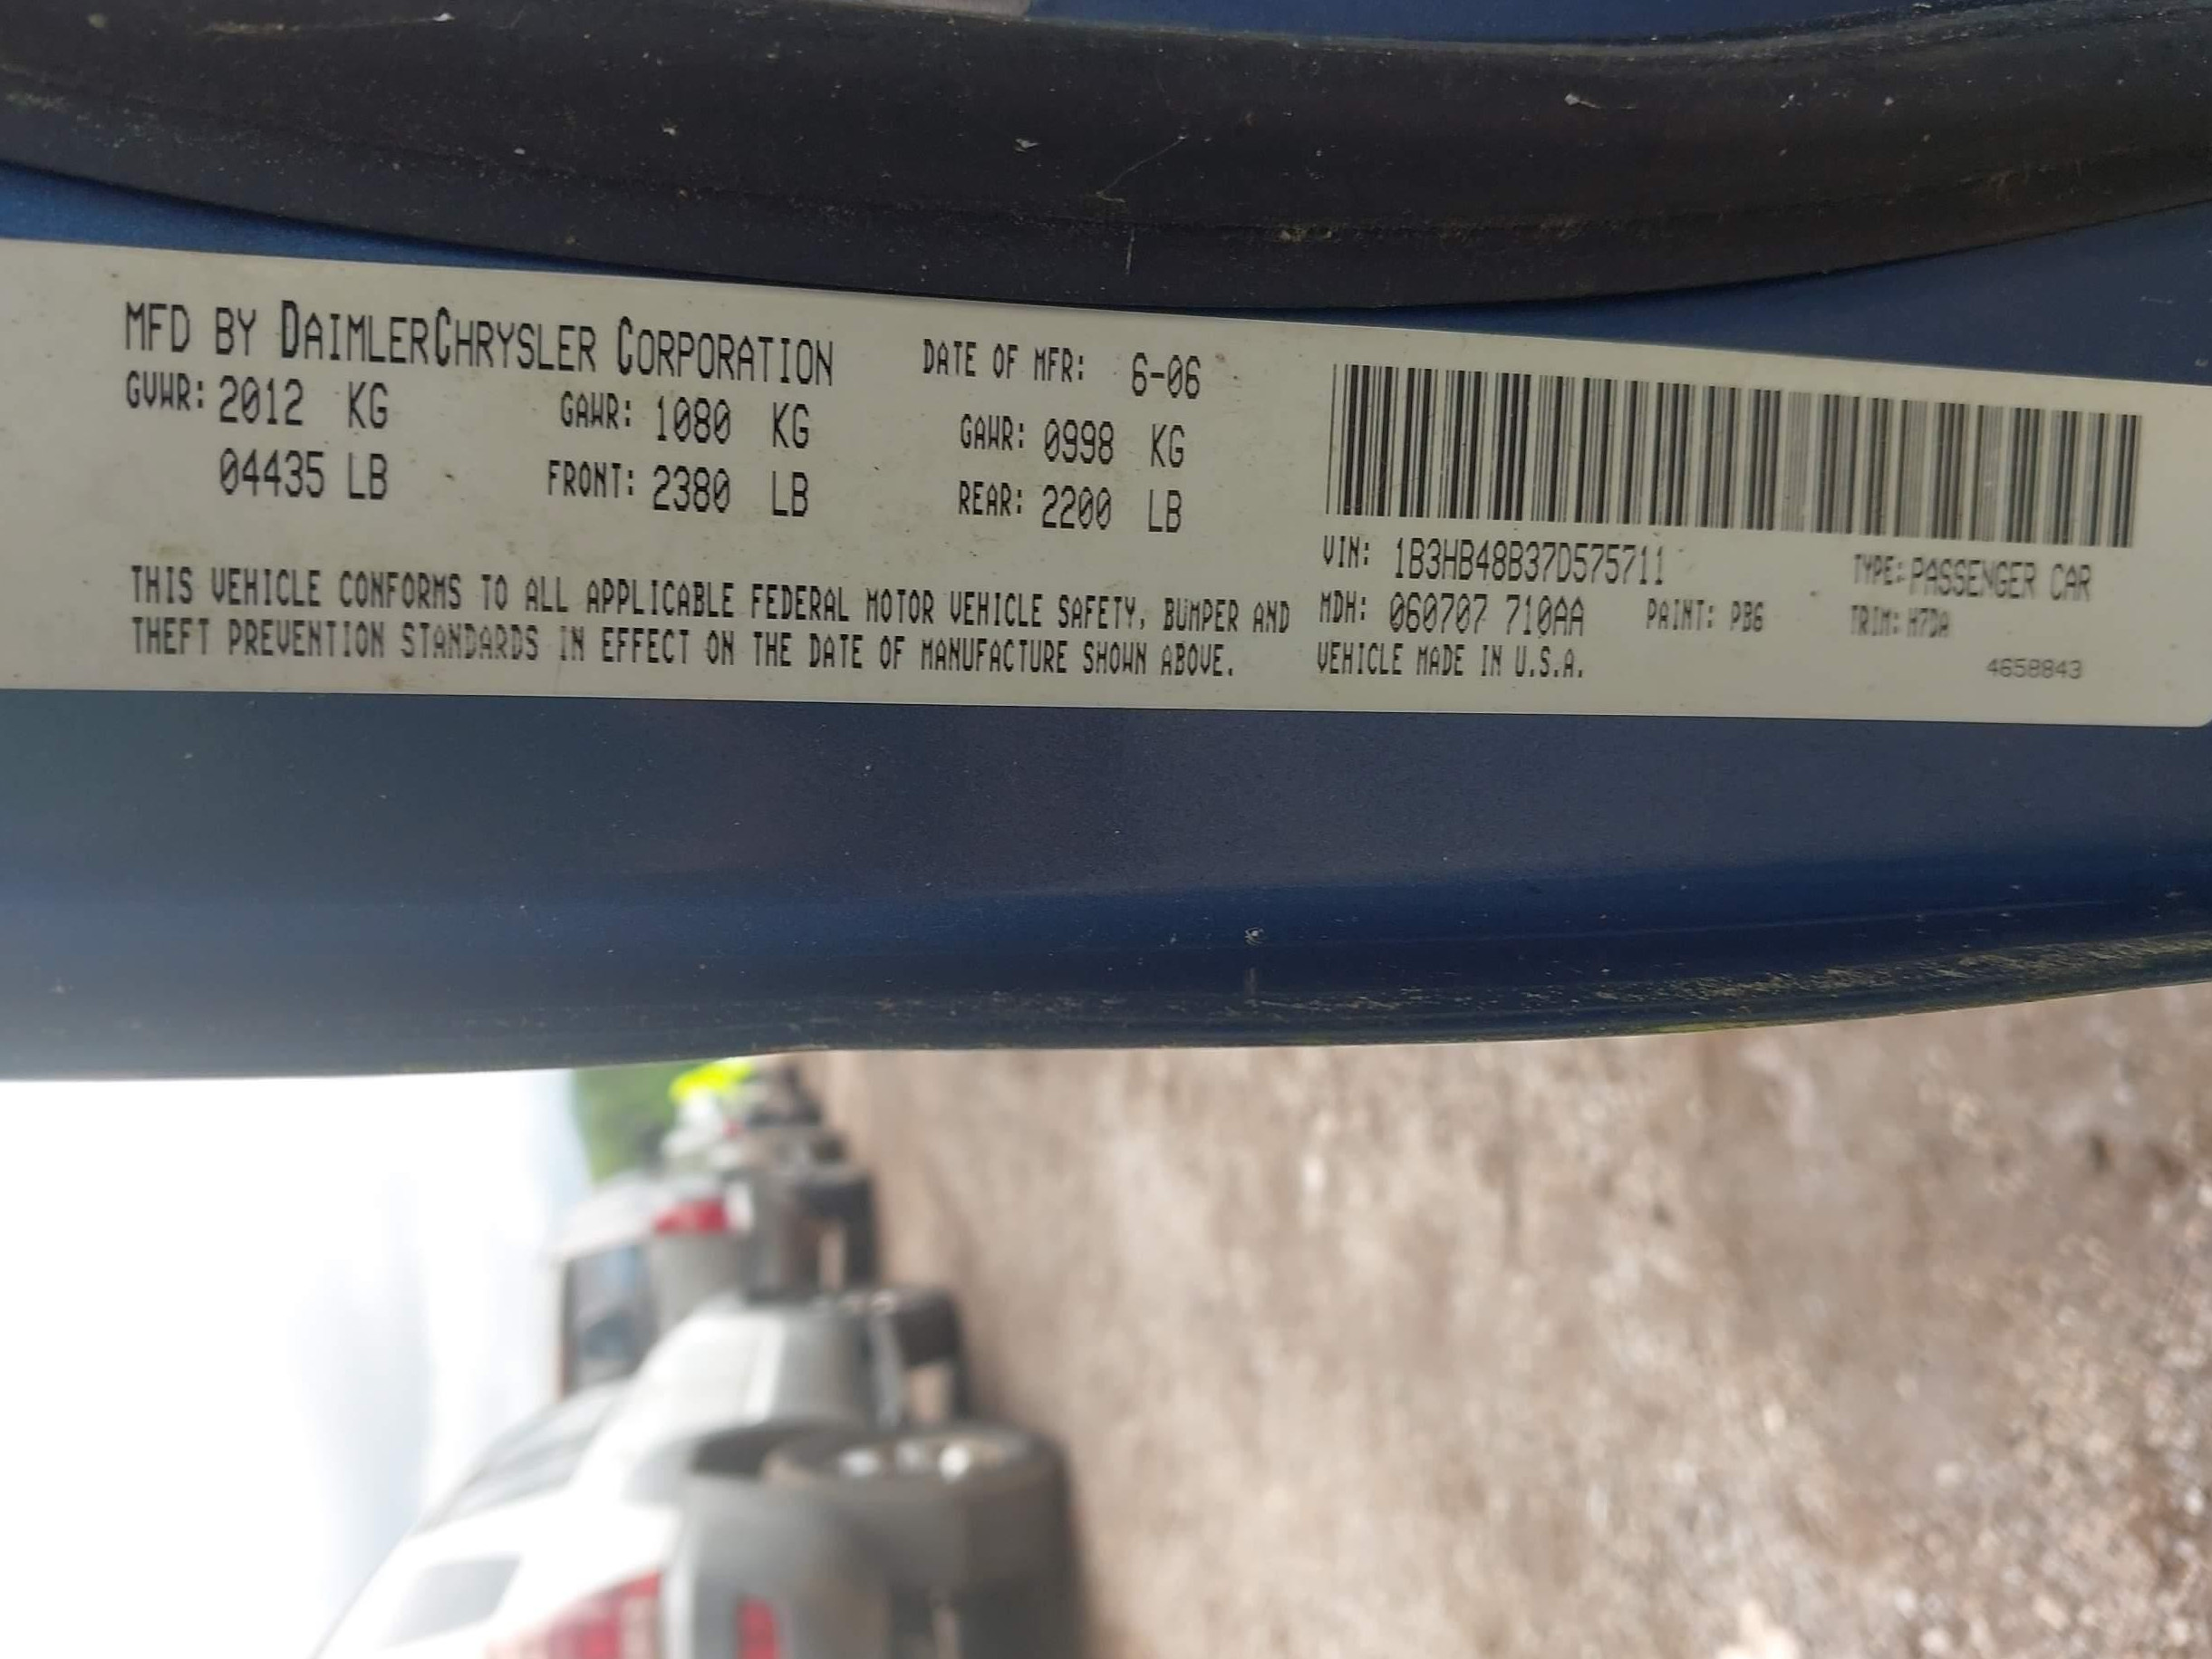 MFD BY DAIMLERCHRYSLER CORPORATION DATE OF MFR: 6-06
GVWR: 2012 KG GAWR: 1080 KG GAWR: 0998 KG
04435 LB FRONT: 2380 LB REAR: 2200 LB
THIS VEHICLE CONFORMS TO ALL APPLICABLE FEDERAL MOTOR VEHICLE SAFETY, BUMPER AND
THEFT PREVENTION STANDARDS IN EFFECT ON THE DATE OF MANUFACTURE SHOWN ABOVE.
VIN: 1B3HB48B37D575711 TYPE: PASSENGER CAR
MDH: 060707 710AA PAINT: PB6 TRIM: H7DA
VEHICLE MADE IN U.S.A. 4658843